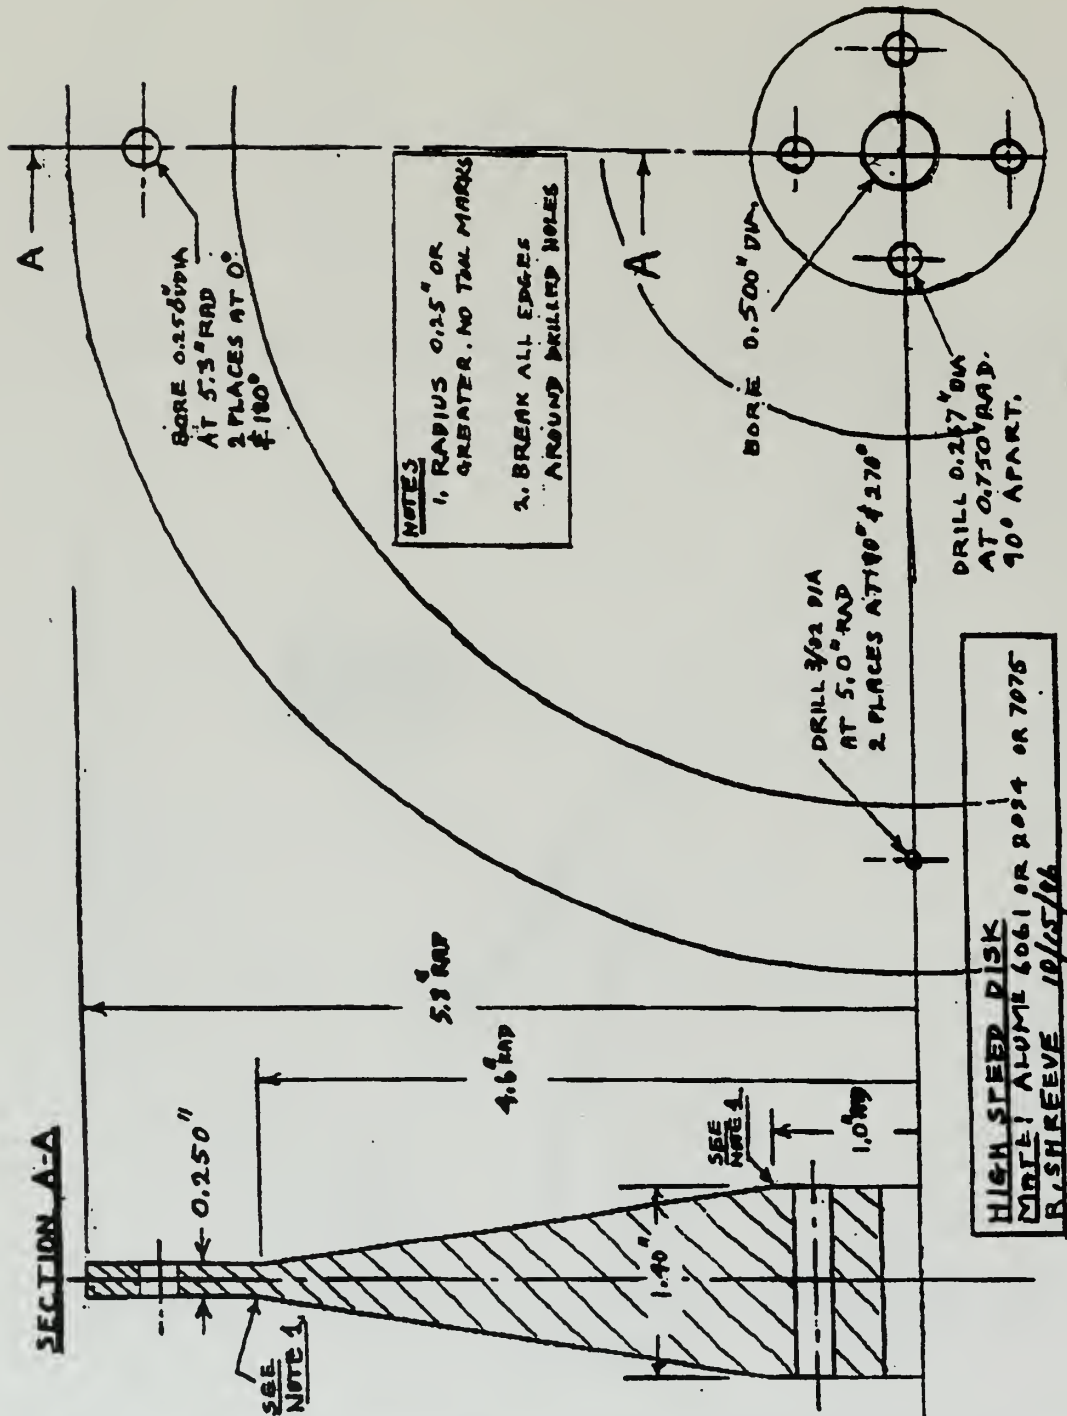 SECTION A-A
SEE
NOTE 1
0.250"
5.8" RAD
4.6" RAD
1.40"
SEE
NOTE 1
1.0"
A
BORE 0.250" DIA
AT 5.3" RAD
2 PLACES AT 0°
& 180°
NOTES
1. RADIUS 0.25" OR
GREATER. NO TOOL MARKS
2. BREAK ALL EDGES
AROUND DRILLED HOLES
A
BORE 0.500" DIA.
DRILL 3/32 DIA
AT 5.0" RAD
2 PLACES AT 90° & 270°
DRILL 0.257" DIA
AT 0.750" RAD.
90° APART.
HIGH SPEED DISK
MATL: ALUM 6061 OR 2024 OR 7075
R. SHREEVE 10/15/96